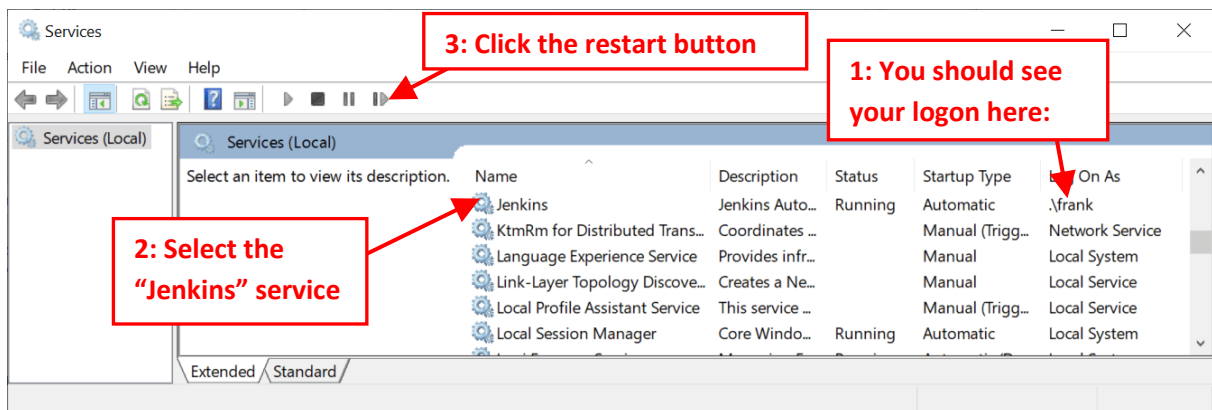 Services
3: Click the restart button
1: You should see
your logon here:
File Action View Help
Services (Local)
Services (Local)
Select an item to view its description.
Name Description Status Startup Type On As
Jenkins Jenkins Auto... Running Automatic .\frank
KtmRm for Distributed Trans... Coordinates ... Manual (Trigg... Network Service
Language Experience Service Provides infr... Manual Local System
Link-Layer Topology Discove... Creates a Ne... Manual Local Service
Local Profile Assistant Service This service ... Manual (Trigg... Local Service
Local Session Manager Core Windo... Running Automatic Local System
2: Select the
“Jenkins” service
Extended Standard